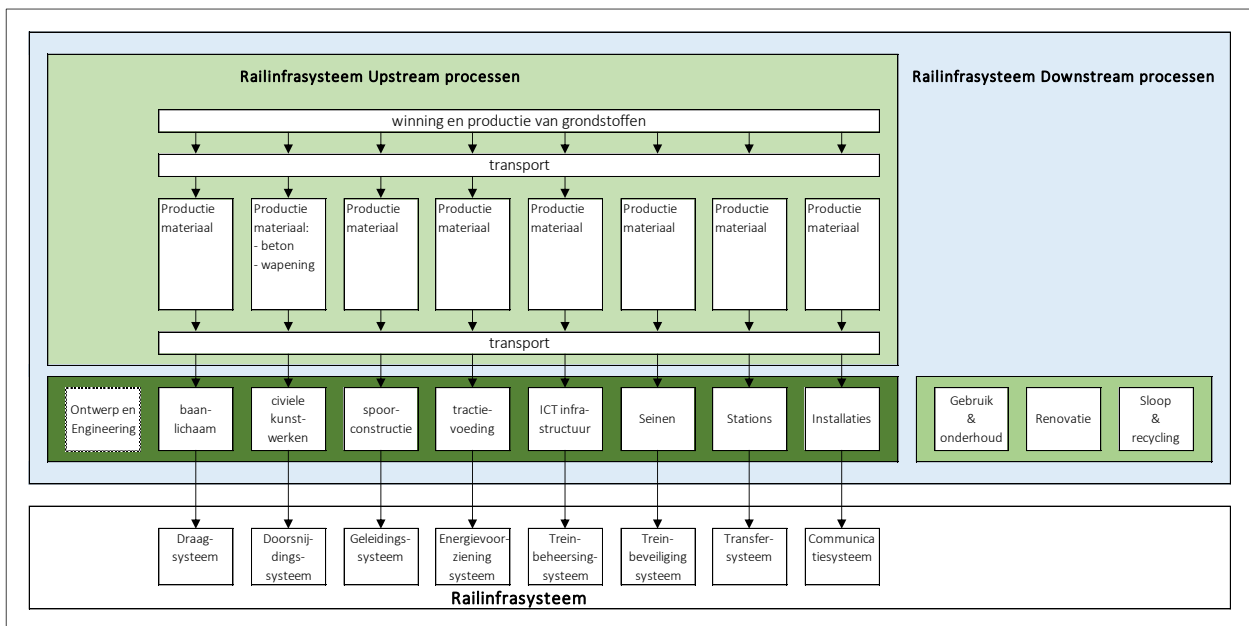 Railinfrasysteem Upstream processen
Railinfrasysteem Downstream processen
winning en productie van grondstoffen
transport
Productie
materiaal
Productie
materiaal:
- beton
- wapening
Productie
materiaal
Productie
materiaal
Productie
materiaal
Productie
materiaal
Productie
materiaal
Productie
materiaal
transport
Ontwerp en
Engineering
baan-
lichaam
civiele
kunst-
werken
spoor-
constructie
tractie-
voeding
ICT infra-
structuur
Seinen
Stations
Installaties
Gebruik
&
onderhoud
Renovatie
Sloop
&
recycling
Draag-
systeem
Doorsnij-
dings-
systeem
Geleidings-
systeem
Energievoor-
ziening
systeem
Trein-
beheersing-
systeem
Trein-
beveiliging
systeem
Transfer-
systeem
Communica
tiesysteem
Railinfrasysteem